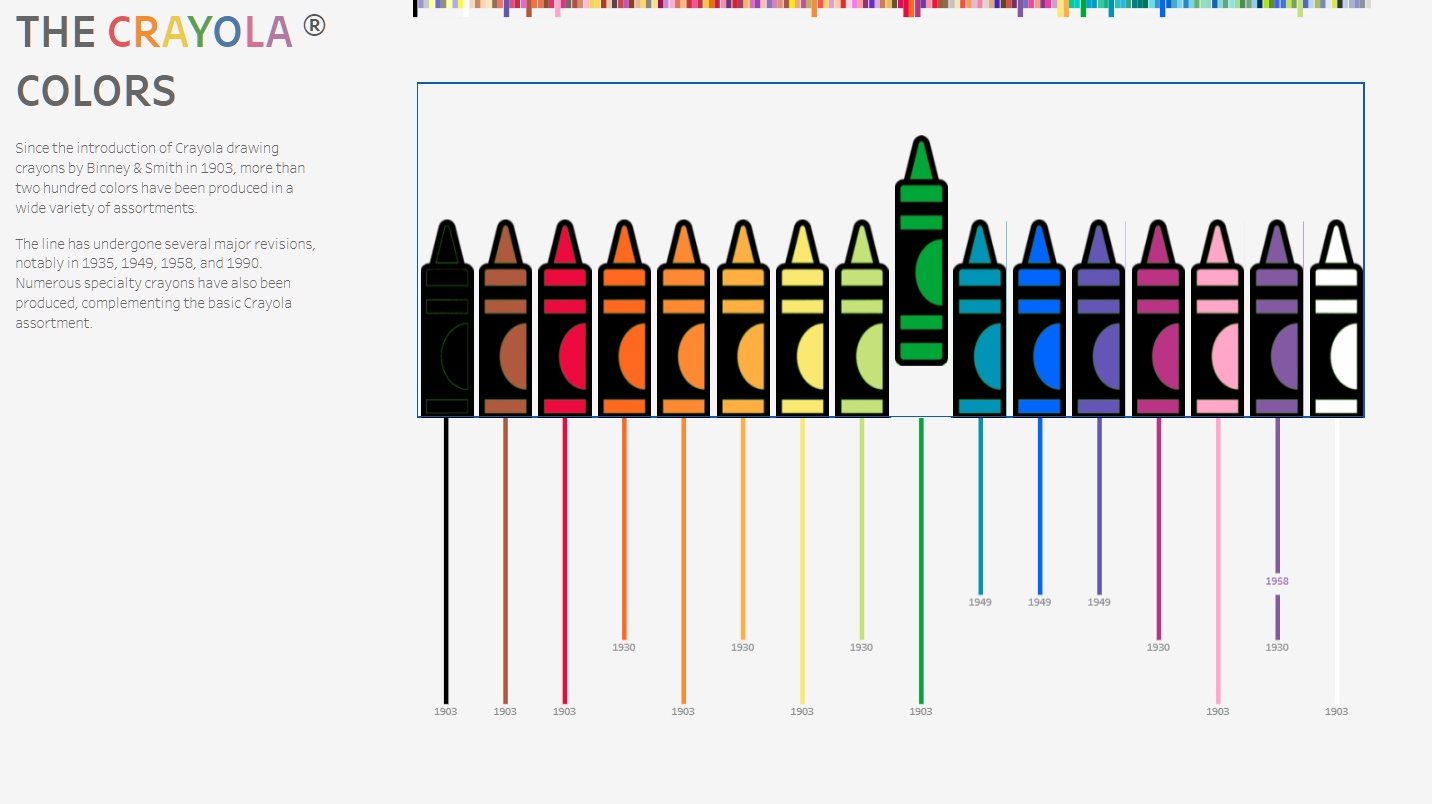 THE CRAYOLA ®
COLORS
Since the introduction of Crayola drawing
crayons by Binney & Smith in 1903, more than
two hundred colors have been produced in a
wide variety of assortments.
The line has undergone several major revisions,
notably in 1935, 1949, 1958, and 1990.
Numerous specialty crayons have also been
produced, complementing the basic Crayola
assortment.
1958
1949 1949 1949
1930 1930 1930 1930 1930
1903 1903 1903 1903 1903 1903 1903 1903